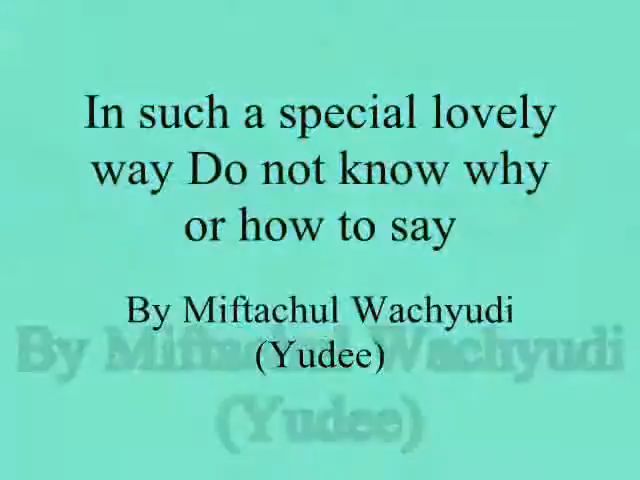 In such a special lovely
way Do not know why
or how to say
By Miftachul Wachyudi
(Yudee)
By Miftachul Wachyudi
(Yudee)